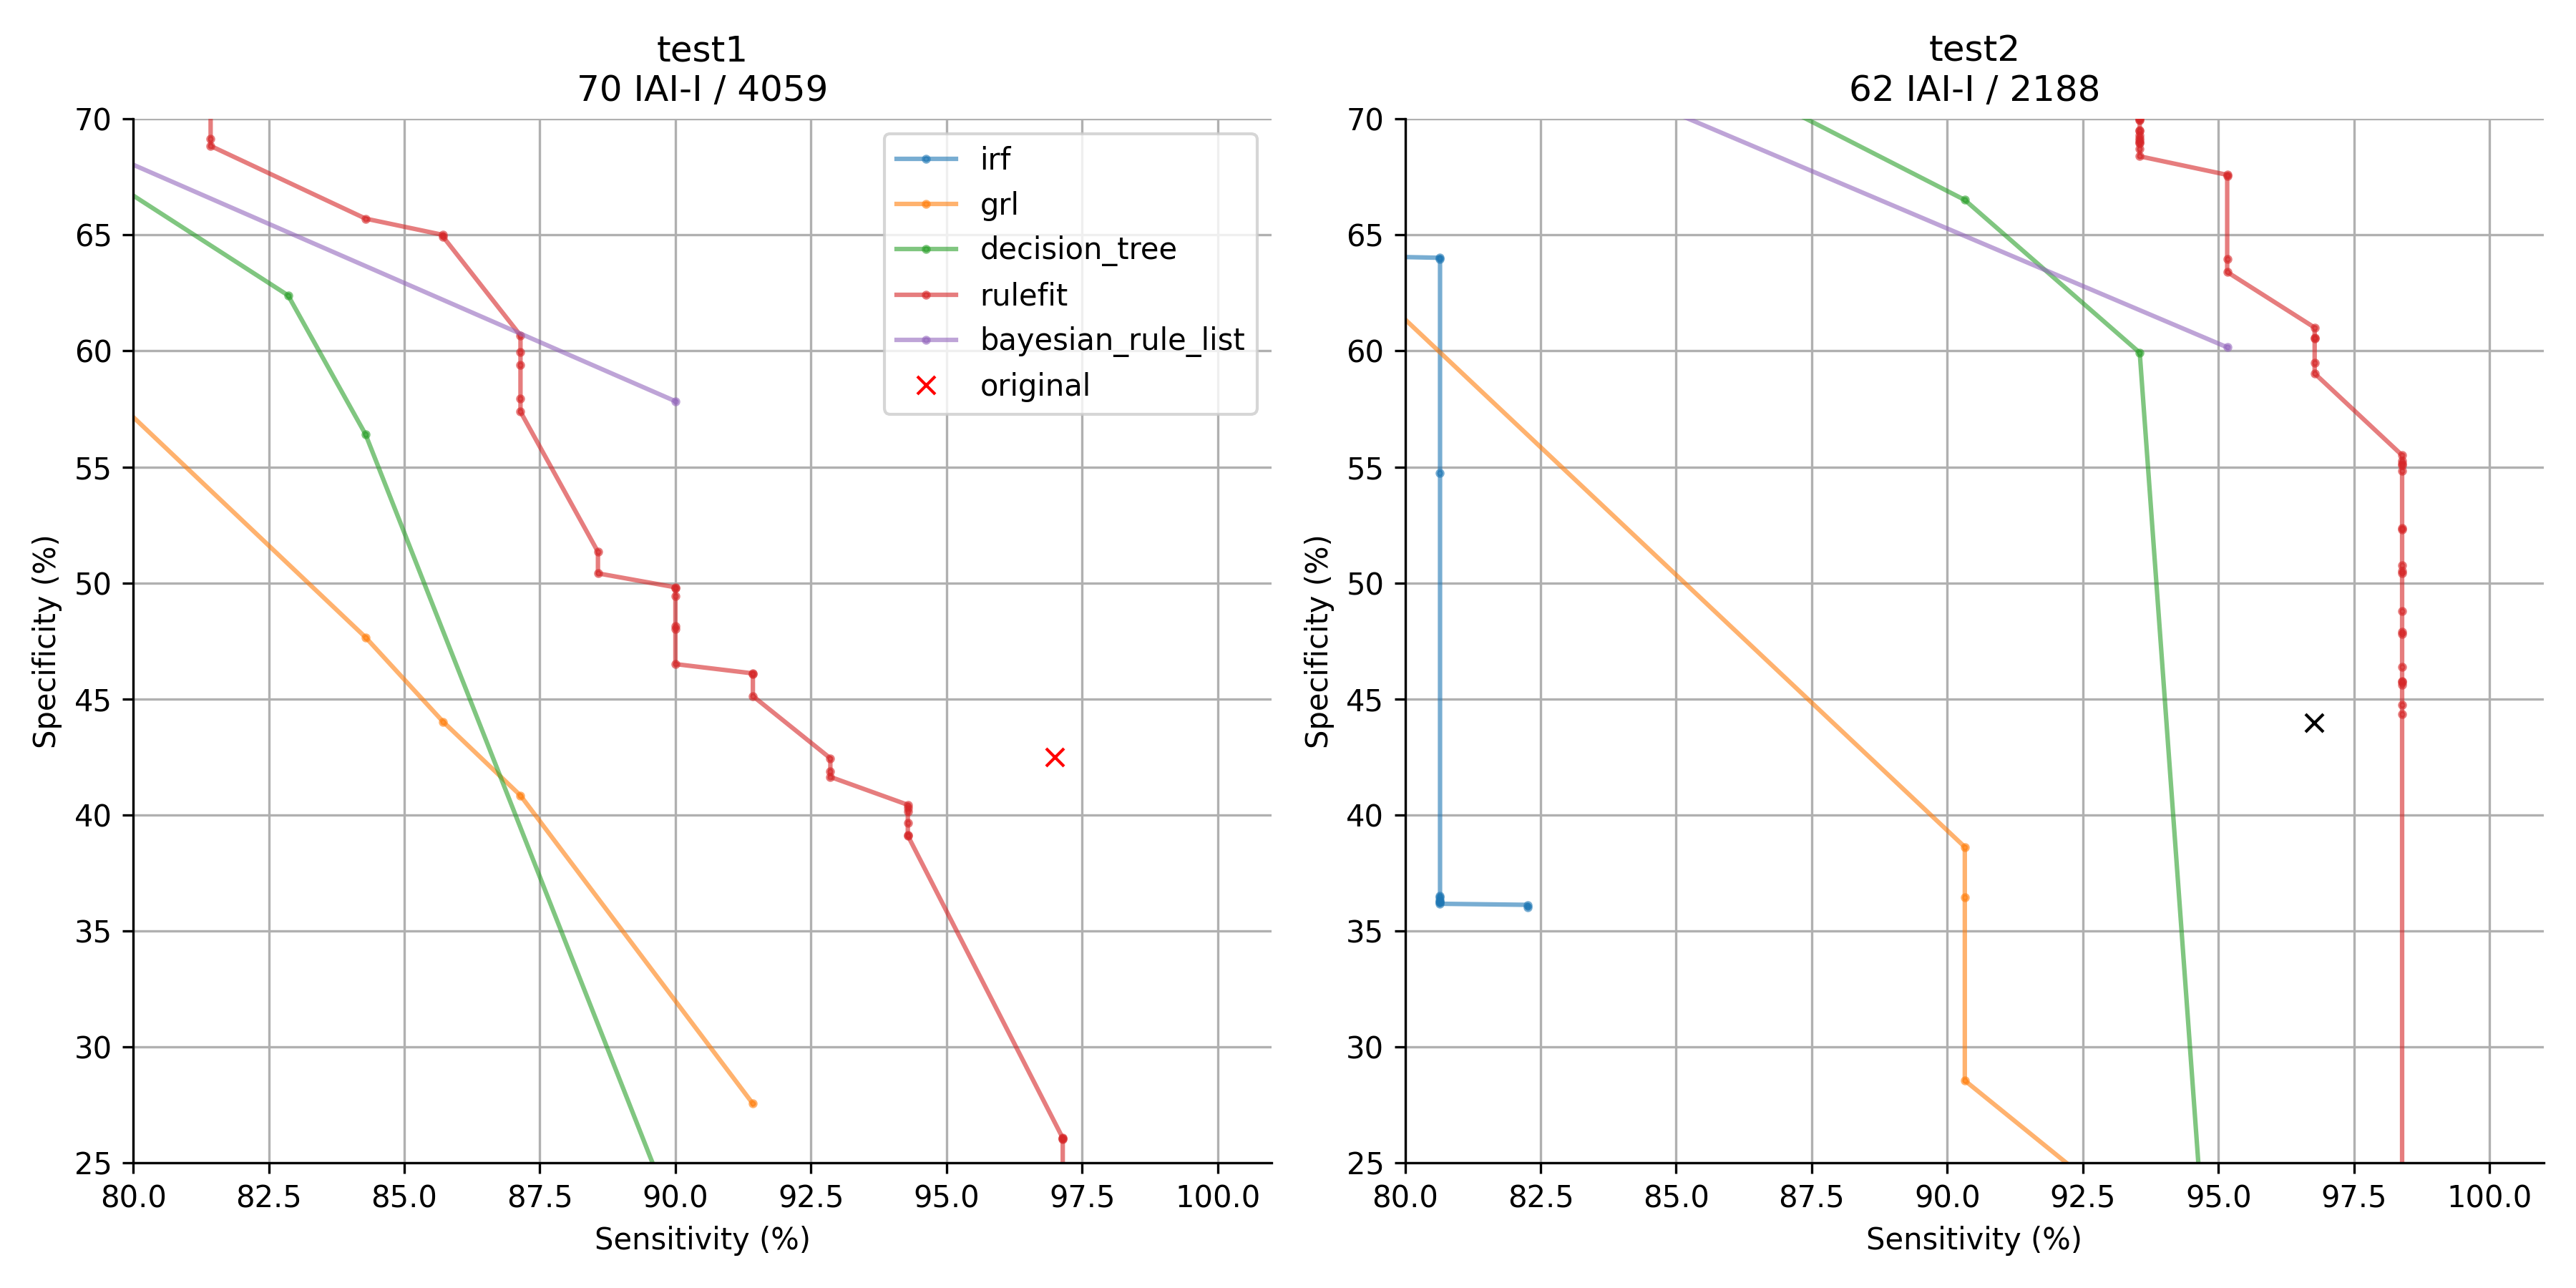 test1
70 IAI-I / 4059
70
65
60
55
50
45
40
35
30
25
Specificity (%)
80.0 82.5 85.0 87.5 90.0 92.5 95.0 97.5 100.0
Sensitivity (%)
irf
grl
decision_tree
rulefit
bayesian_rule_list
original
test2
62 IAI-I / 2188
70
65
60
55
50
45
40
35
30
25
Specificity (%)
80.0 82.5 85.0 87.5 90.0 92.5 95.0 97.5 100.0
Sensitivity (%)